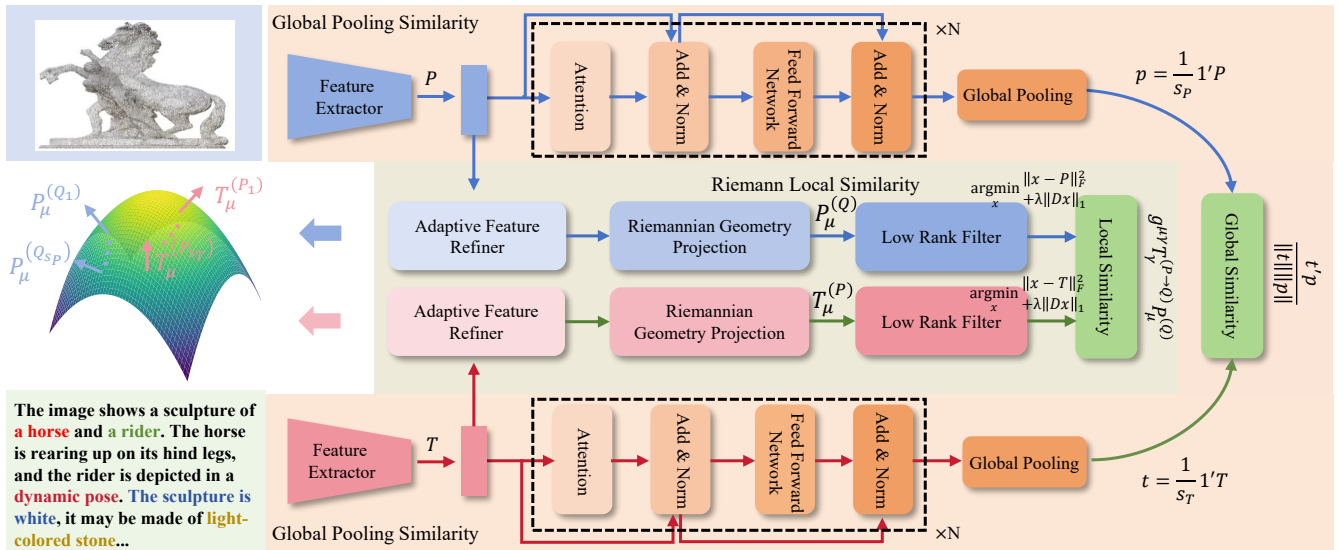 Global Pooling Similarity
×N
Feature
Extractor
P
Attention
Add & Norm
Feed Forward
Network
Add & Norm
Global Pooling
p = 1/s_P 1'P
Riemann Local Similarity
P_μ^(Q_1)
T_μ^(P_1)
P_μ^(Q_{s_P})
T_μ^(P_{s_T})
Adaptive Feature
Refiner
Riemannian Geometry
Projection
P_μ^(Q)
Low Rank Filter
argmin_x ‖x − P‖_F^2
+λ‖Dx‖_1
Adaptive Feature
Refiner
Riemannian
Geometry Projection
T_μ^(P)
Low Rank Filter
argmin_x ‖x − T‖_F^2
+λ‖Dx‖_1
Local Similarity
g^{μγ}T_γ^(P→Q) P_μ^(Q)
Global Similarity
t'p/‖t‖‖p‖
The image shows a sculpture of
a horse and a rider. The horse
is rearing up on its hind legs,
and the rider is depicted in a
dynamic pose. The sculpture is
white, it may be made of light-
colored stone...
Feature
Extractor
T
Attention
Add & Norm
Feed Forward
Network
Add & Norm
Global Pooling
t = 1/s_T 1'T
Global Pooling Similarity
×N